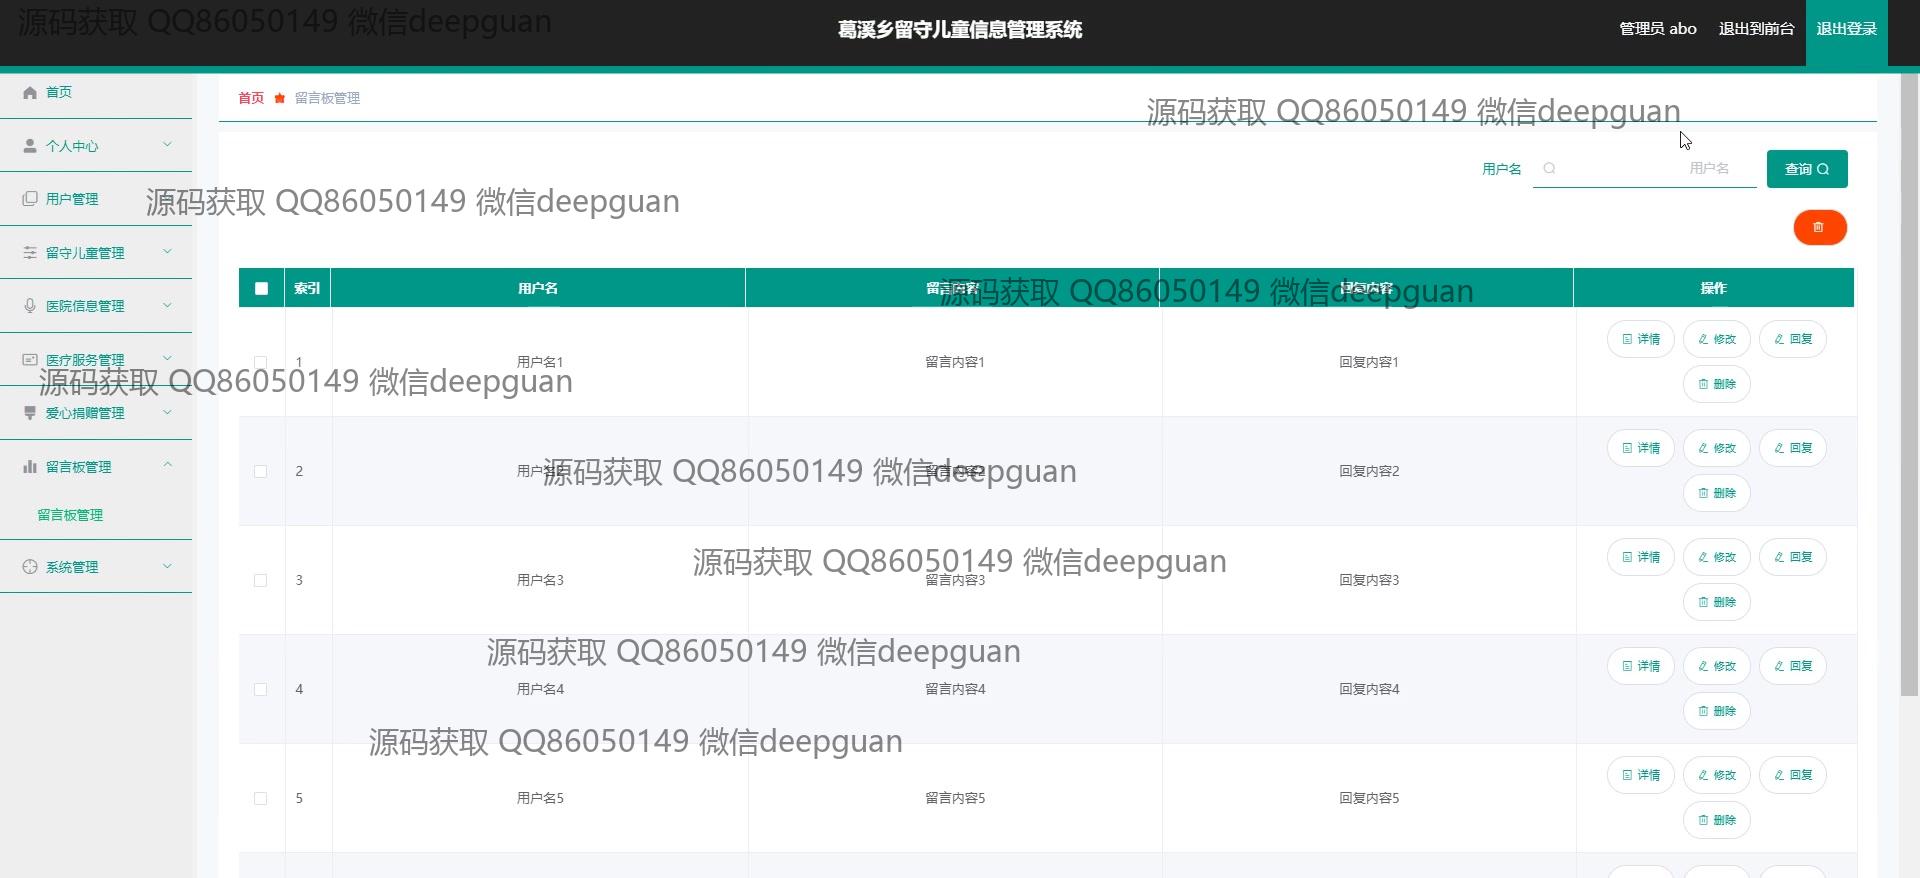 源码获取 QQ86050149 微信deepguan
葛溪乡留守儿童信息管理系统
管理员 abo 退出到前台 退出登录
首页
个人中心
用户管理
留守儿童管理
医院信息管理
医疗服务管理
爱心捐赠管理
留言板管理
留言板管理
系统管理
首页 留言板管理
源码获取 QQ86050149 微信deepguan
用户名 用户名 查询
源码获取 QQ86050149 微信deepguan
索引 用户名 留言内容 回复内容 操作
源码获取 QQ86050149 微信deepguan
1 用户名1 留言内容1 回复内容1 详情 修改 回复
删除
源码获取 QQ86050149 微信deepguan
2 用户名2 留言内容2 回复内容2 详情 修改 回复
删除
源码获取 QQ86050149 微信deepguan
3 用户名3 留言内容3 回复内容3 详情 修改 回复
删除
源码获取 QQ86050149 微信deepguan
4 用户名4 留言内容4 回复内容4 详情 修改 回复
删除
源码获取 QQ86050149 微信deepguan
5 用户名5 留言内容5 回复内容5 详情 修改 回复
删除
源码获取 QQ86050149 微信deepguan